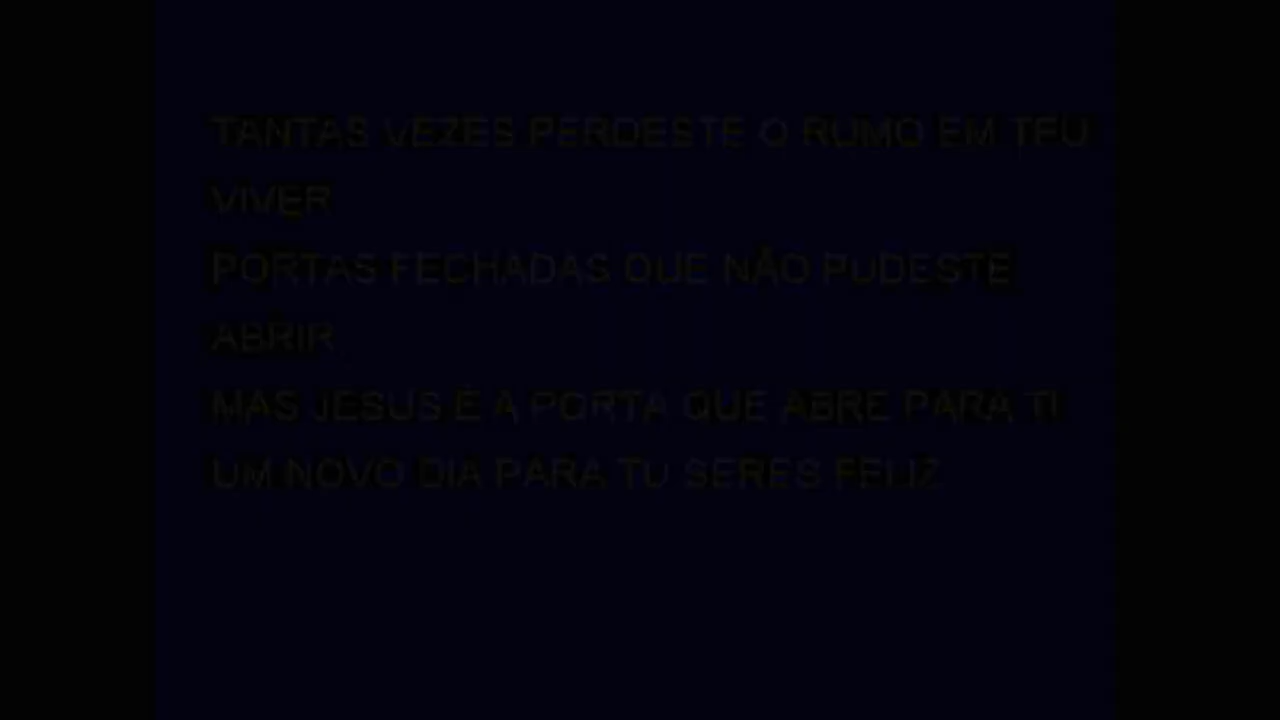 TANTAS VEZES PERDESTE O RUMO EM TEU
VIVER
PORTAS FECHADAS QUE NÃO PUDESTE
ABRIR
MAS JESUS É A PORTA QUE ABRE PARA TI
UM NOVO DIA PARA TU SERES FELIZ